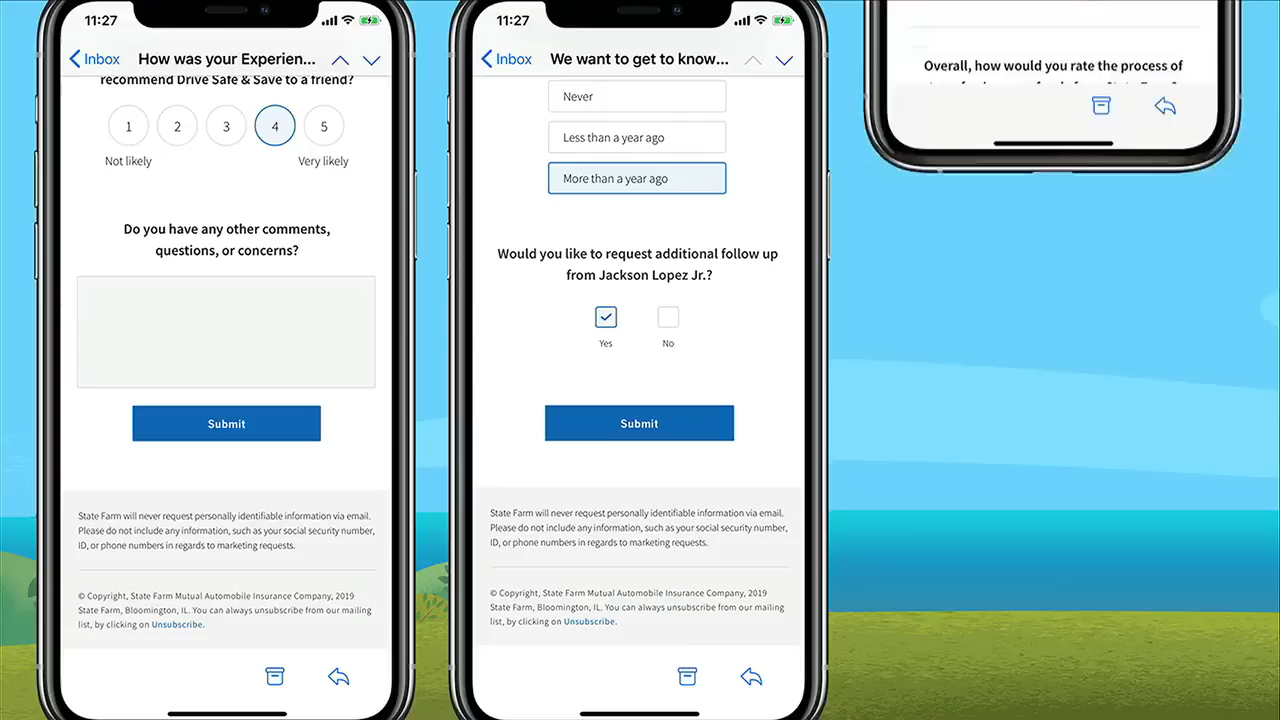 11:27
Inbox
How was your Experien...
recommend Drive Safe & Save to a friend?
1 2 3 4 5
Not likely
Very likely
Do you have any other comments,
questions, or concerns?
Submit
State Farm will never request personally identifiable information via email.
Please do not include any information, such as your social security number,
ID, or phone numbers in regards to marketing requests.
© Copyright, State Farm Mutual Automobile Insurance Company, 2019
State Farm, Bloomington, IL. You can always unsubscribe from our mailing
list, by clicking on Unsubscribe.
11:27
Inbox
We want to get to know...
Never
Less than a year ago
More than a year ago
Would you like to request additional follow up
from Jackson Lopez Jr.?
Yes
No
Submit
State Farm will never request personally identifiable information via email.
Please do not include any information, such as your social security number,
ID, or phone numbers in regards to marketing requests.
© Copyright, State Farm Mutual Automobile Insurance Company, 2019
State Farm, Bloomington, IL. You can always unsubscribe from our mailing
list, by clicking on Unsubscribe.
Overall, how would you rate the process of